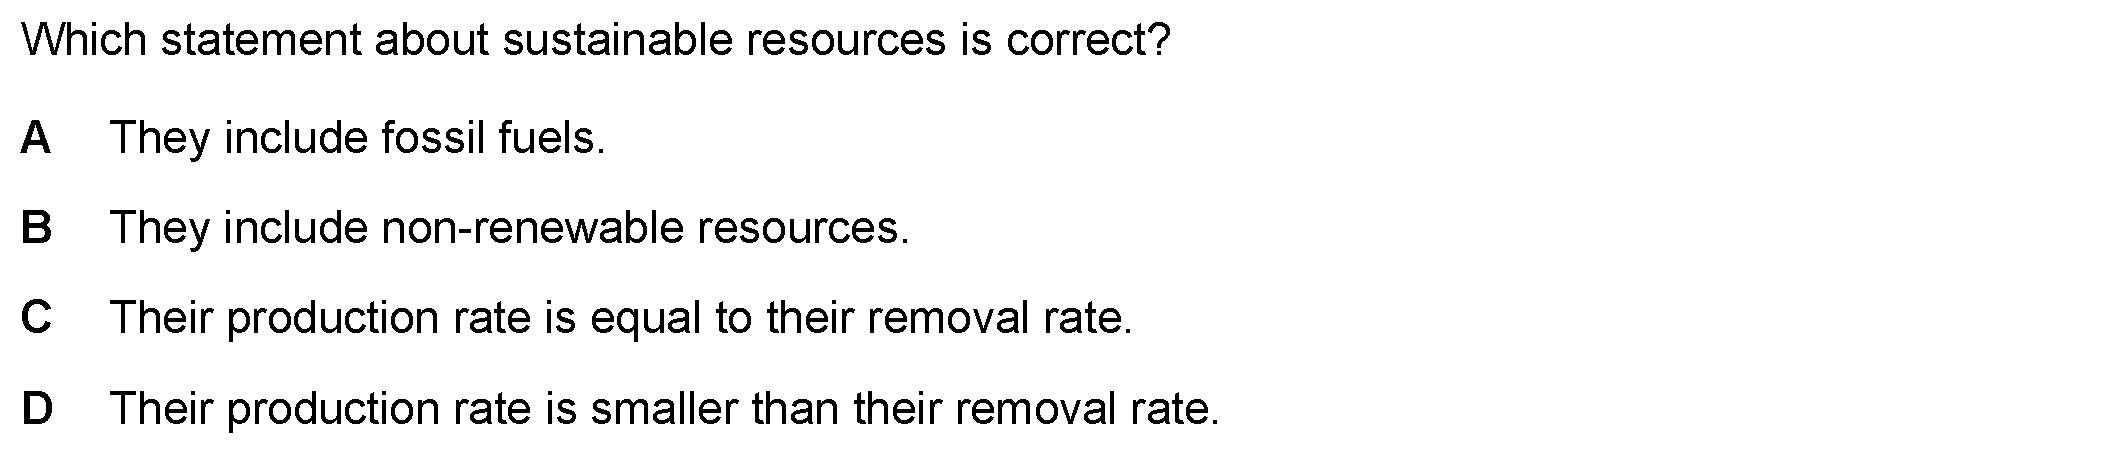 Which statement about sustainable resources is correct?
A They include fossil fuels.
B They include non-renewable resources.
C Their production rate is equal to their removal rate.
D Their production rate is smaller than their removal rate.